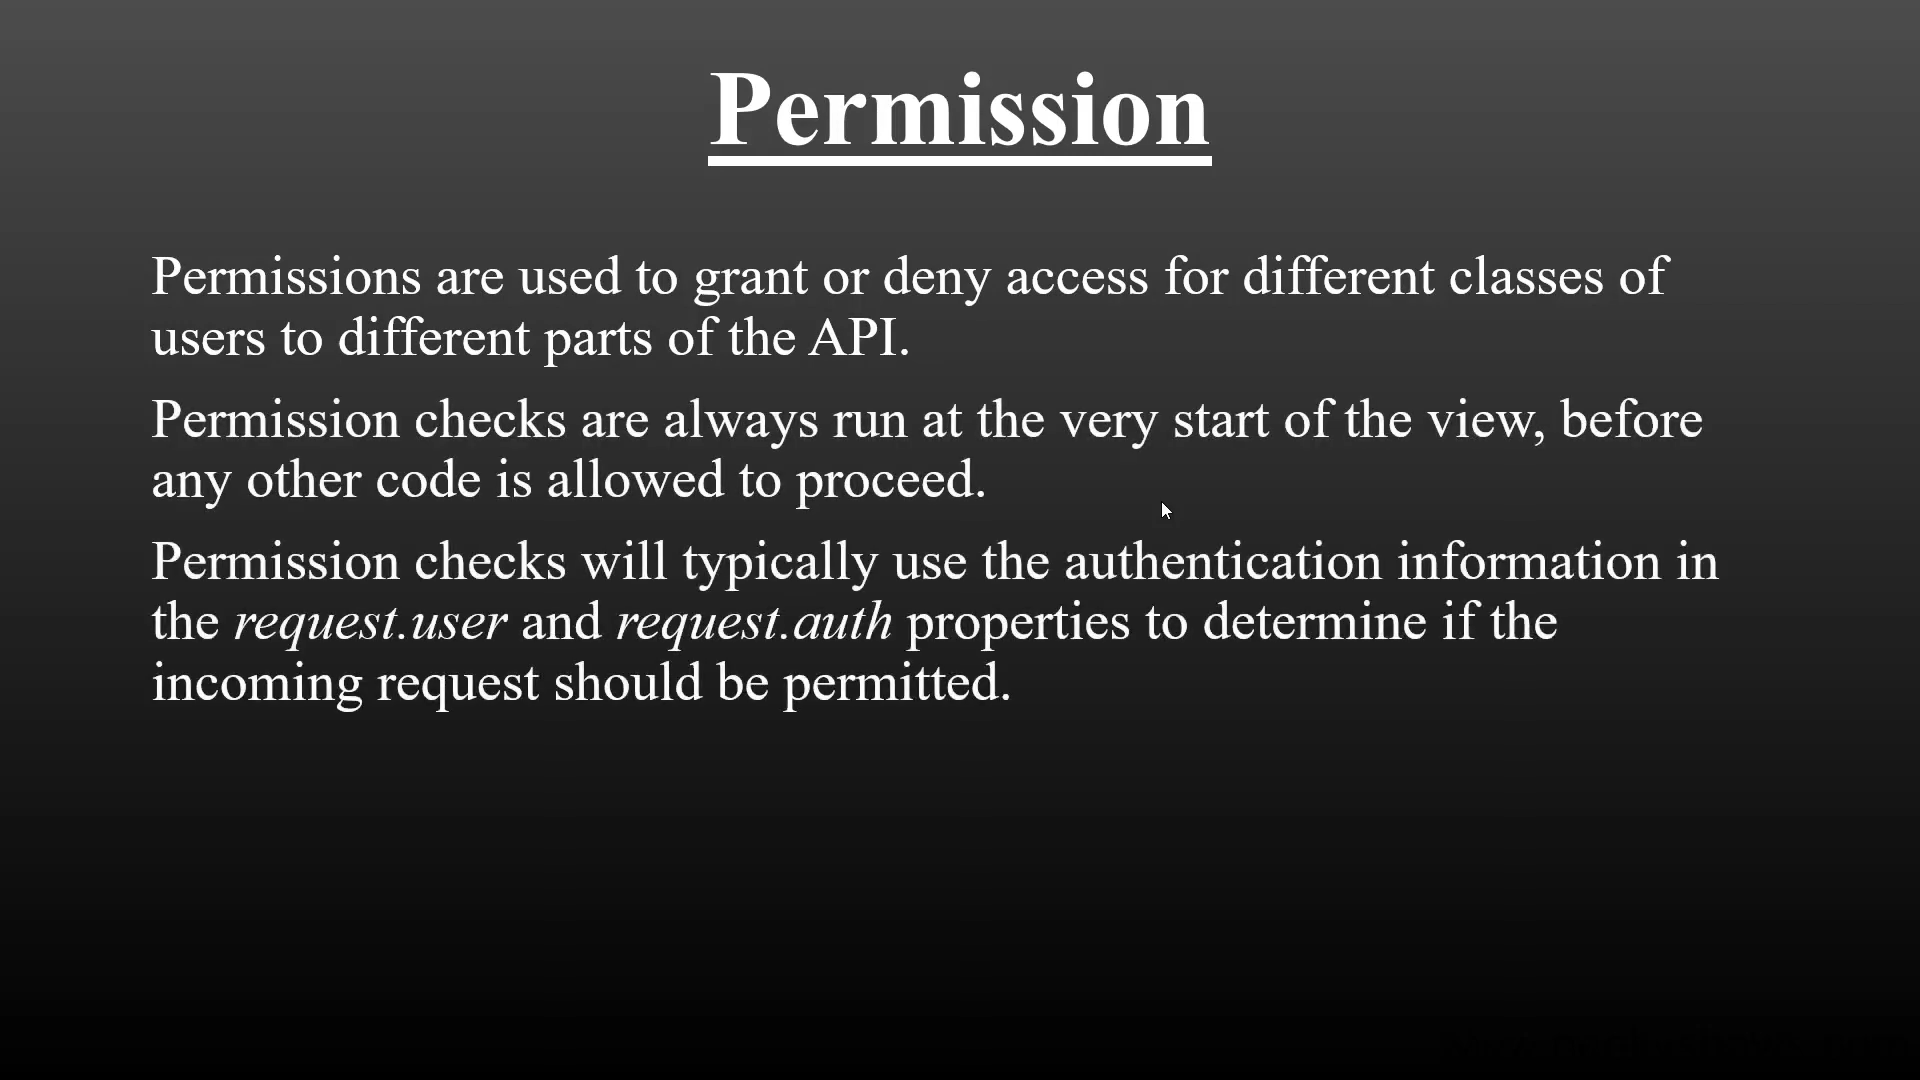 Permission
Permissions are used to grant or deny access for different classes of
users to different parts of the API.
Permission checks are always run at the very start of the view, before
any other code is allowed to proceed.
Permission checks will typically use the authentication information in
the request.user and request.auth properties to determine if the
incoming request should be permitted.